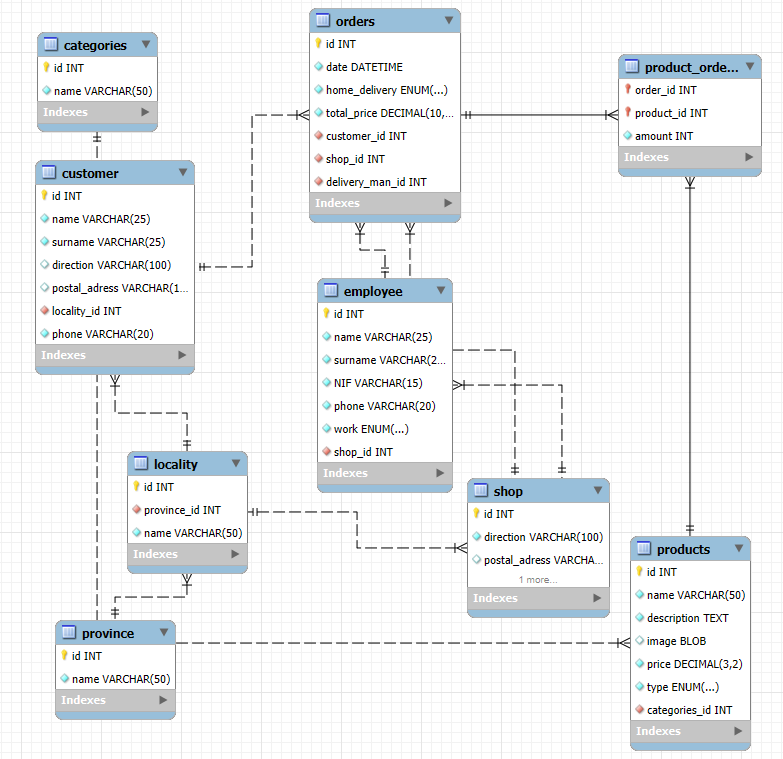 categories
id INT
name VARCHAR(50)
Indexes
orders
id INT
date DATETIME
home_delivery ENUM(...)
total_price DECIMAL(10,...
customer_id INT
shop_id INT
delivery_man_id INT
Indexes
product_orde...
order_id INT
product_id INT
amount INT
Indexes
customer
id INT
name VARCHAR(25)
surname VARCHAR(25)
direction VARCHAR(100)
postal_adress VARCHAR(1...
locality_id INT
phone VARCHAR(20)
Indexes
employee
id INT
name VARCHAR(25)
surname VARCHAR(2...
NIF VARCHAR(15)
phone VARCHAR(20)
work ENUM(...)
shop_id INT
Indexes
locality
id INT
province_id INT
name VARCHAR(50)
Indexes
shop
id INT
direction VARCHAR(100)
postal_adress VARCHA...
1 more...
Indexes
products
id INT
name VARCHAR(50)
description TEXT
image BLOB
price DECIMAL(3,2)
type ENUM(...)
categories_id INT
Indexes
province
id INT
name VARCHAR(50)
Indexes